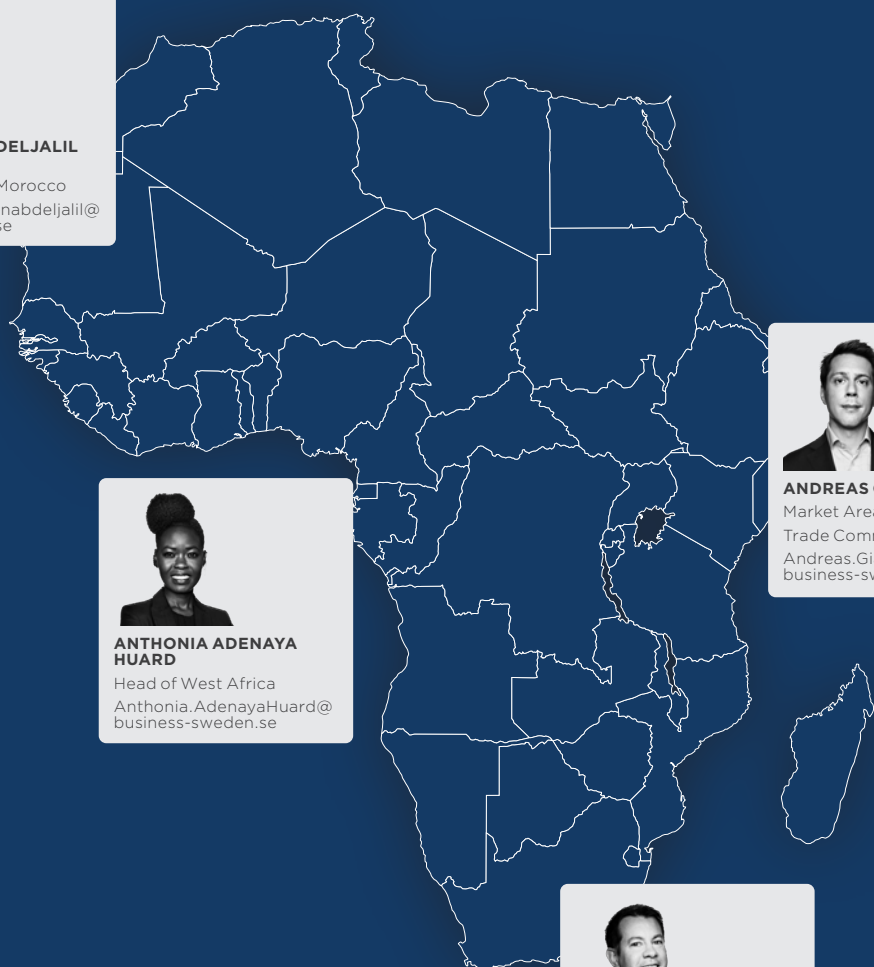 DELJALIL
Morocco
nabdeljalil@
se
ANTHONIA ADENAYA
HUARD
Head of West Africa
Anthonia.AdenayaHuard@
business-sweden.se
ANDREAS
Market Area
Trade Comm
Andreas.Gi
business-sw